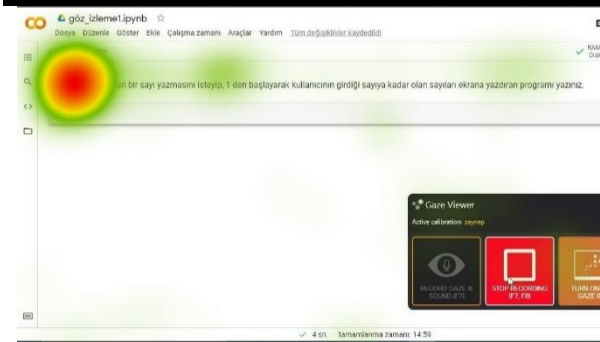 CO göz_izleme1.ipynb
Dosya Düzenle Göster Ekle Çalışma zamanı Araçlar Yardım Tüm değişiklikler kaydedildi
RAM
Disk
bir sayı yazmasını isteyip, 1 den başlayarak kullanıcının girdiği sayıya kadar olan sayıları ekrana yazdıran programı yazınız.
Gaze Viewer
Active calibration: zeynep
RECORD GAZE &
SOUND (F7)
STOP RECORDING
(F7, F8)
TURN ON
GAZE
4 sn. tamamlanma zamanı: 14:59